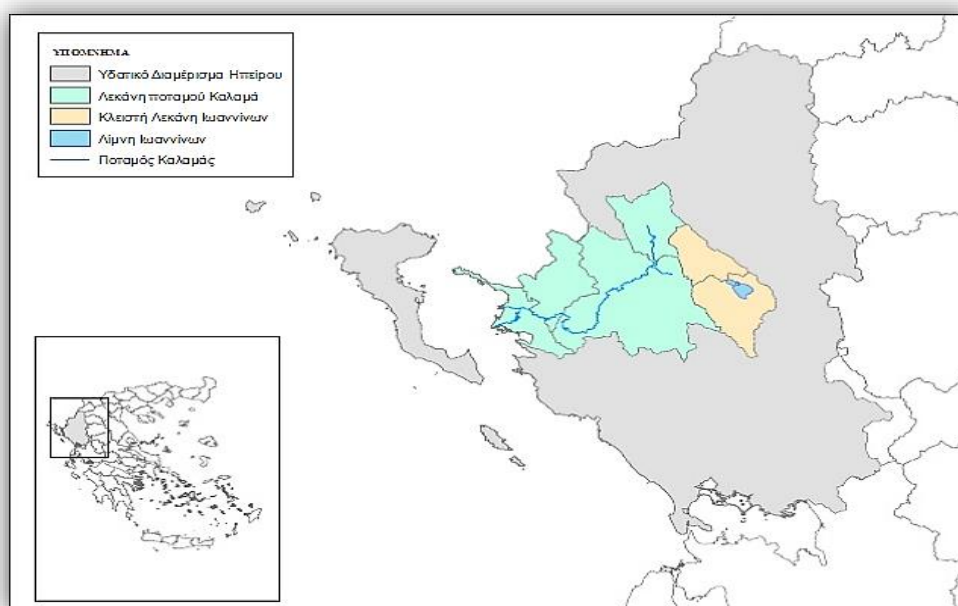 ΥΠΟΜΝΗΜΑ
Υδατικό Διαμέρισμα Ηπείρου
Λεκάνη ποταμού Καλαμά
Κλειστή Λεκάνη Ιωαννίνων
Λίμνη Ιωαννίνων
Ποταμός Καλαμάς